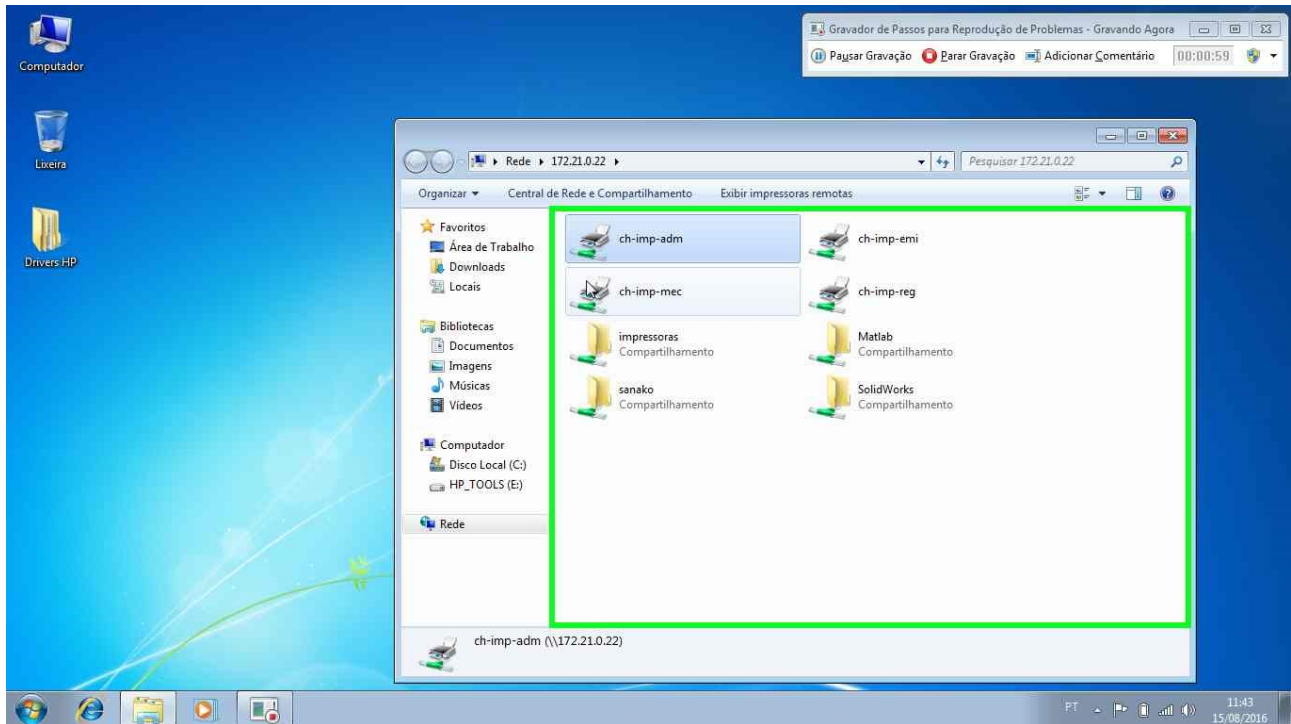 Computador
Lixeira
Drivers HP
Gravador de Passos para Reprodução de Problemas - Gravando Agora
Pausar Gravação Parar Gravação Adicionar Comentário 00:00:59
Rede 172.21.0.22
Pesquisar 172.21.0.22
Organizar Central de Rede e Compartilhamento Exibir impressoras remotas
Favoritos
Área de Trabalho
Downloads
Locais
Bibliotecas
Documentos
Imagens
Músicas
Vídeos
Computador
Disco Local (C:)
HP_TOOLS (E:)
Rede
ch-imp-adm
ch-imp-emi
ch-imp-mec
ch-imp-reg
impressoras
Compartilhamento
Matlab
Compartilhamento
sanako
Compartilhamento
SolidWorks
Compartilhamento
ch-imp-adm (\\172.21.0.22)
PT
11:43
15/08/2016